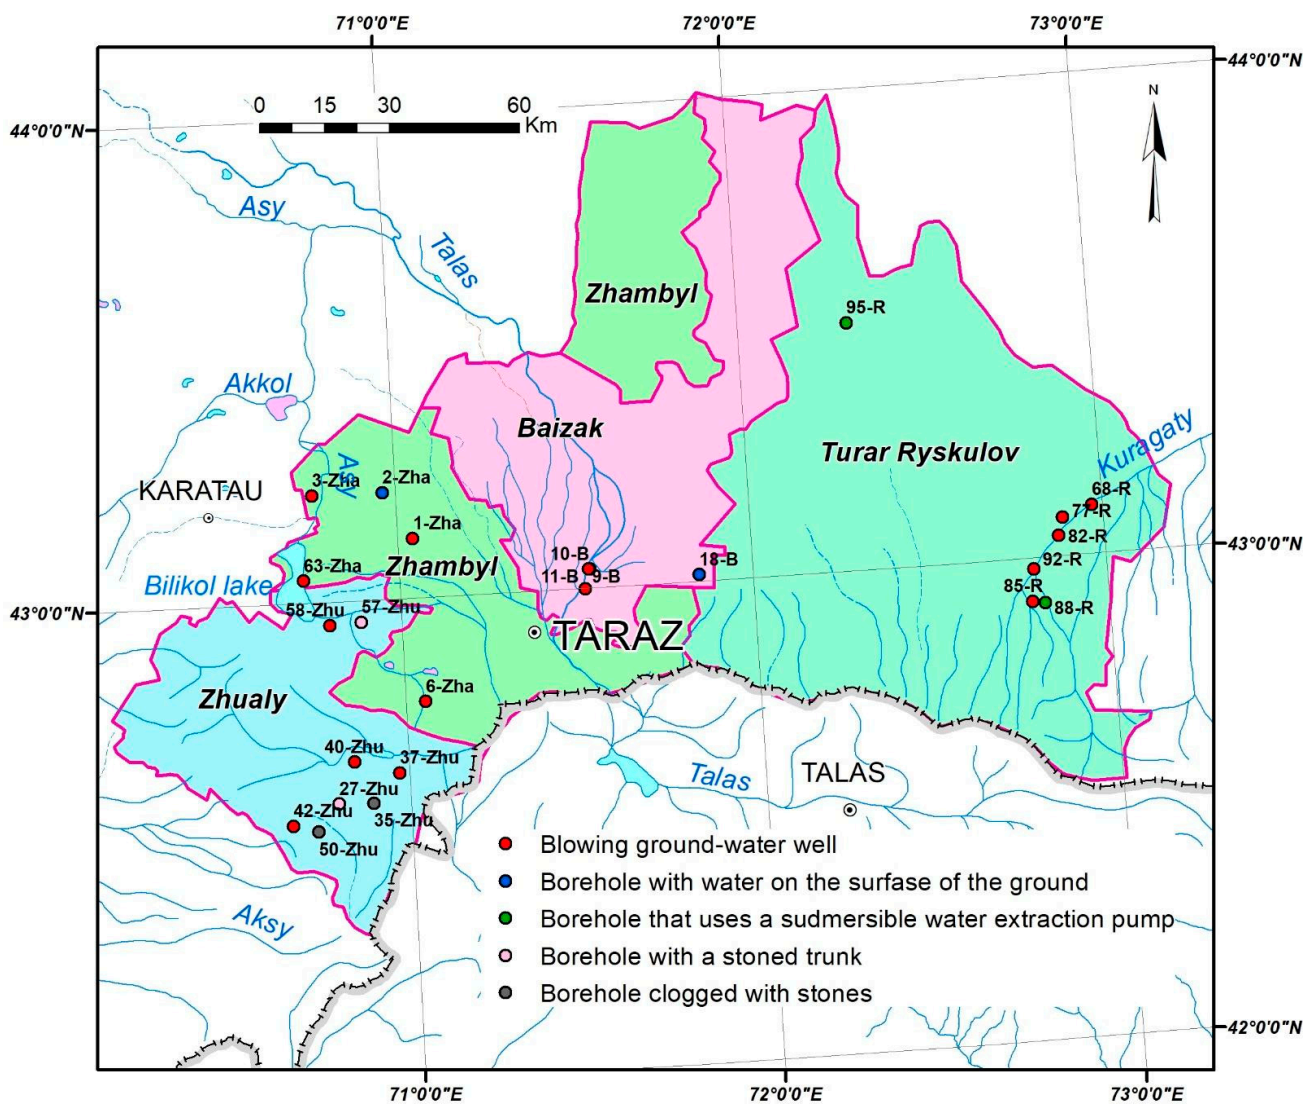 71°0'0"E
72°0'0"E
73°0'0"E
44°0'0"N
0 15 30 60
Km
N
44°0'0"N
Asy
Talas
Zhambyl
95-R
Akkol
Baizak
Turar Ryskulov
Kuragaty
Asy
3-Zha
2-Zha
KARATAU
68-R
77-R
1-Zha
82-R
43°0'0"N
10-B
18-B
92-R
63-Zha
Zhambyl
11-B
9-B
Bilikol lake
85-R
88-R
43°0'0"N
58-Zhu
57-Zhu
TARAZ
6-Zha
Zhualy
40-Zhu
37-Zhu
Talas
TALAS
27-Zhu
42-Zhu
35-Zhu
50-Zhu
Aksy
Blowing ground-water well
Borehole with water on the surfase of the ground
Borehole that uses a sudmersible water extraction pump
Borehole with a stoned trunk
Borehole clogged with stones
42°0'0"N
71°0'0"E
72°0'0"E
73°0'0"E